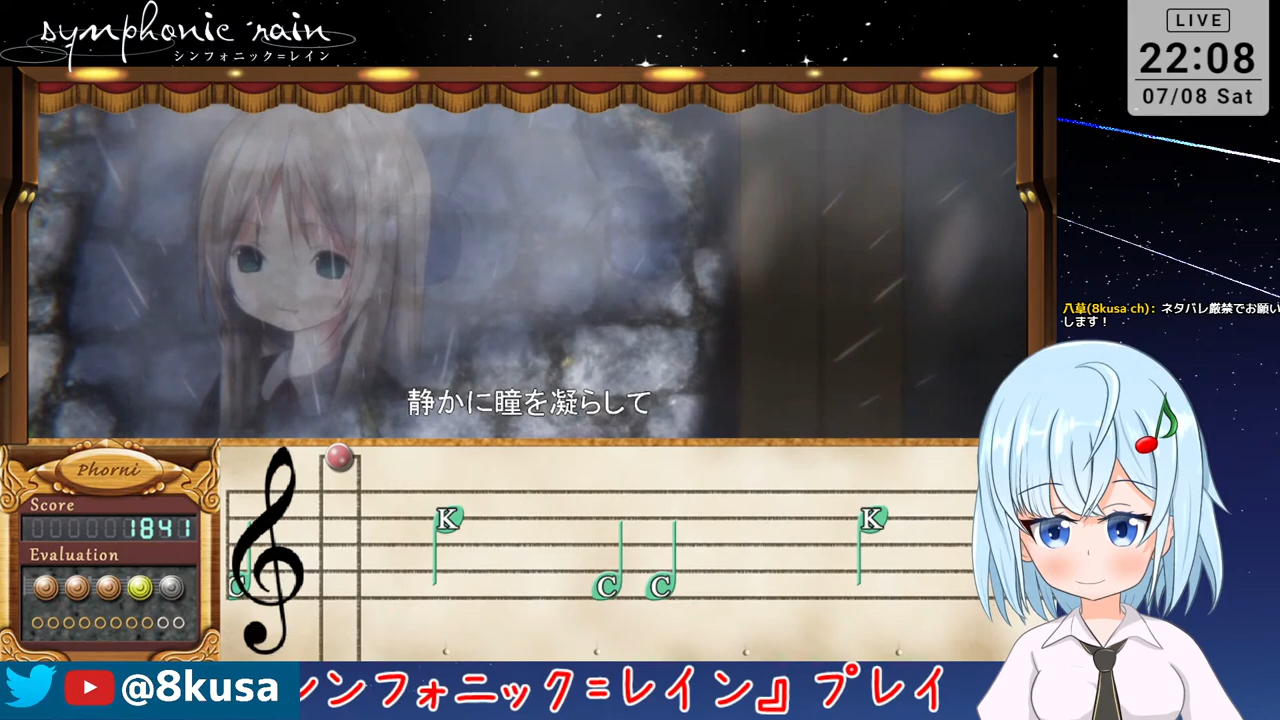 symphonic rain
シンフォニック=レイン
LIVE
22:08
07/08 Sat
八草(8kusa ch): ネタバレ厳禁でお願い
します!
静かに瞳を凝らして
Phorni
Score
1841
Evaluation
K
K
C
C
C
@8kusa
シンフォニック=レイン』プレイ